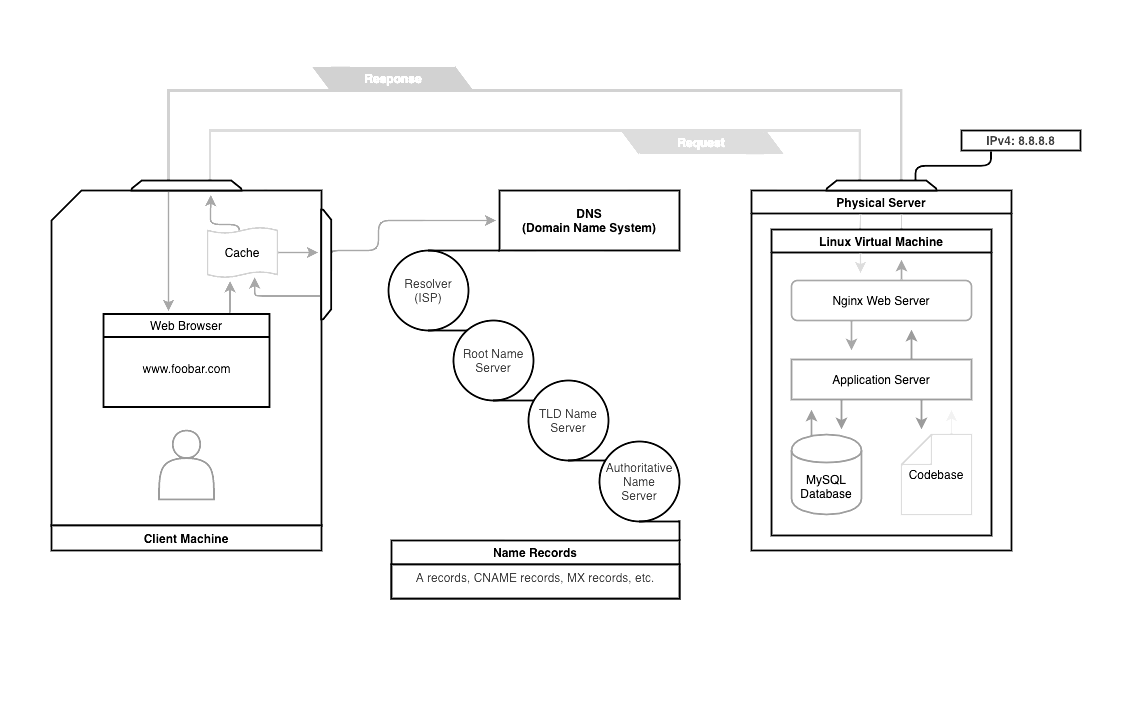 Response
Request
IPv4: 8.8.8.8
DNS
(Domain Name System)
Physical Server
Linux Virtual Machine
Cache
Resolver
(ISP)
Nginx Web Server
Web Browser
www.foobar.com
Root Name
Server
Application Server
TLD Name
Server
Authoritative
Name
Server
MySQL
Database
Codebase
Client Machine
Name Records
A records, CNAME records, MX records, etc.